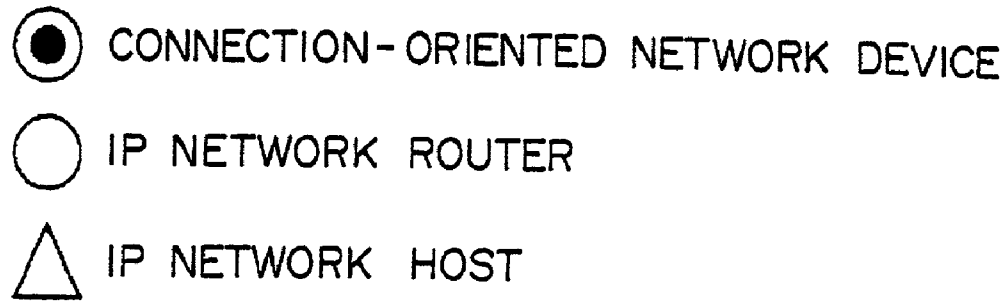 CONNECTION-ORIENTED NETWORK DEVICE
IP NETWORK ROUTER
IP NETWORK HOST